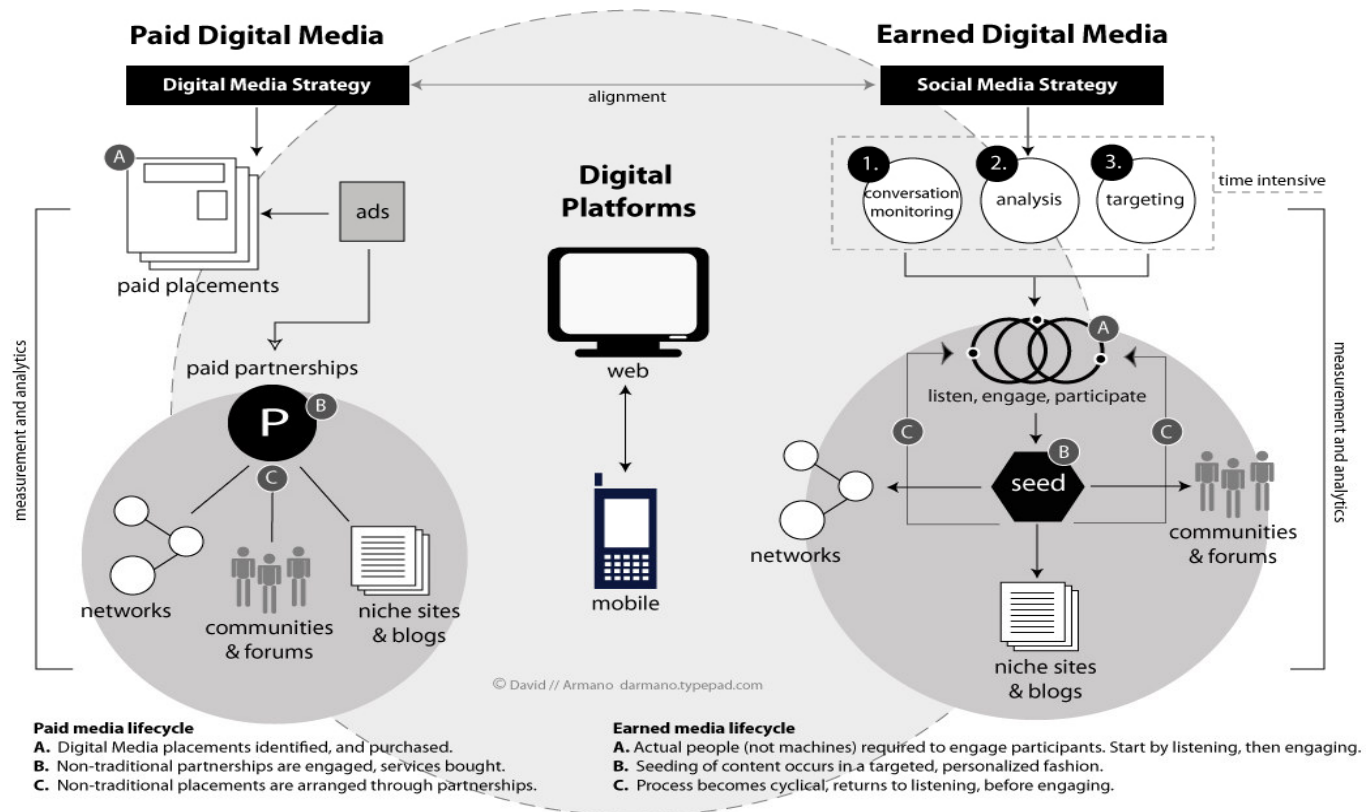 Paid Digital Media
Earned Digital Media
Digital Media Strategy
alignment
Social Media Strategy
A
ads
paid placements
Digital
Platforms
1.
2.
3.
conversation
monitoring
analysis
targeting
time intensive
measurement and analytics
paid partnerships
P
B
C
networks
communities
& forums
niche sites
& blogs
web
mobile
A
listen, engage, participate
C
C
B
seed
networks
communities
& forums
niche sites
& blogs
measurement and analytics
© David // Armano darmano.typepad.com
Paid media lifecycle
A. Digital Media placements identified, and purchased.
B. Non-traditional partnerships are engaged, services bought.
C. Non-traditional placements are arranged through partnerships.
Earned media lifecycle
A. Actual people (not machines) required to engage participants. Start by listening, then engaging.
B. Seeding of content occurs in a targeted, personalized fashion.
C. Process becomes cyclical, returns to listening, before engaging.